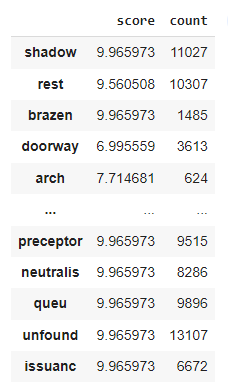 score count
shadow 9.965973 11027
rest 9.560508 10307
brazen 9.965973 1485
doorway 6.995559 3613
arch 7.714681 624
... ... ...
preceptor 9.965973 9515
neutralis 9.965973 8286
queu 9.965973 9896
unfound 9.965973 13107
issuanc 9.965973 6672